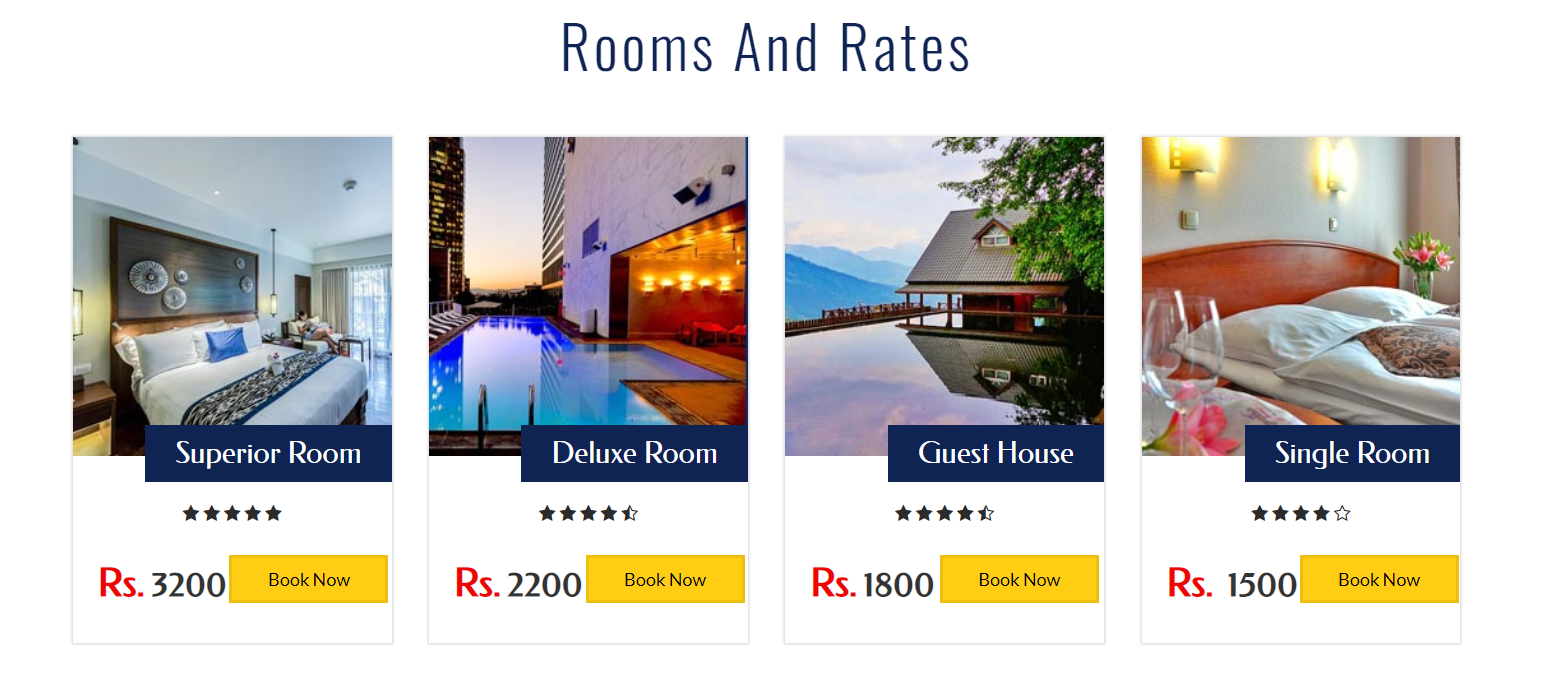 Rooms And Rates
Superior Room
Rs. 3200 Book Now
Deluxe Room
Rs. 2200 Book Now
Guest House
Rs. 1800 Book Now
Single Room
Rs. 1500 Book Now